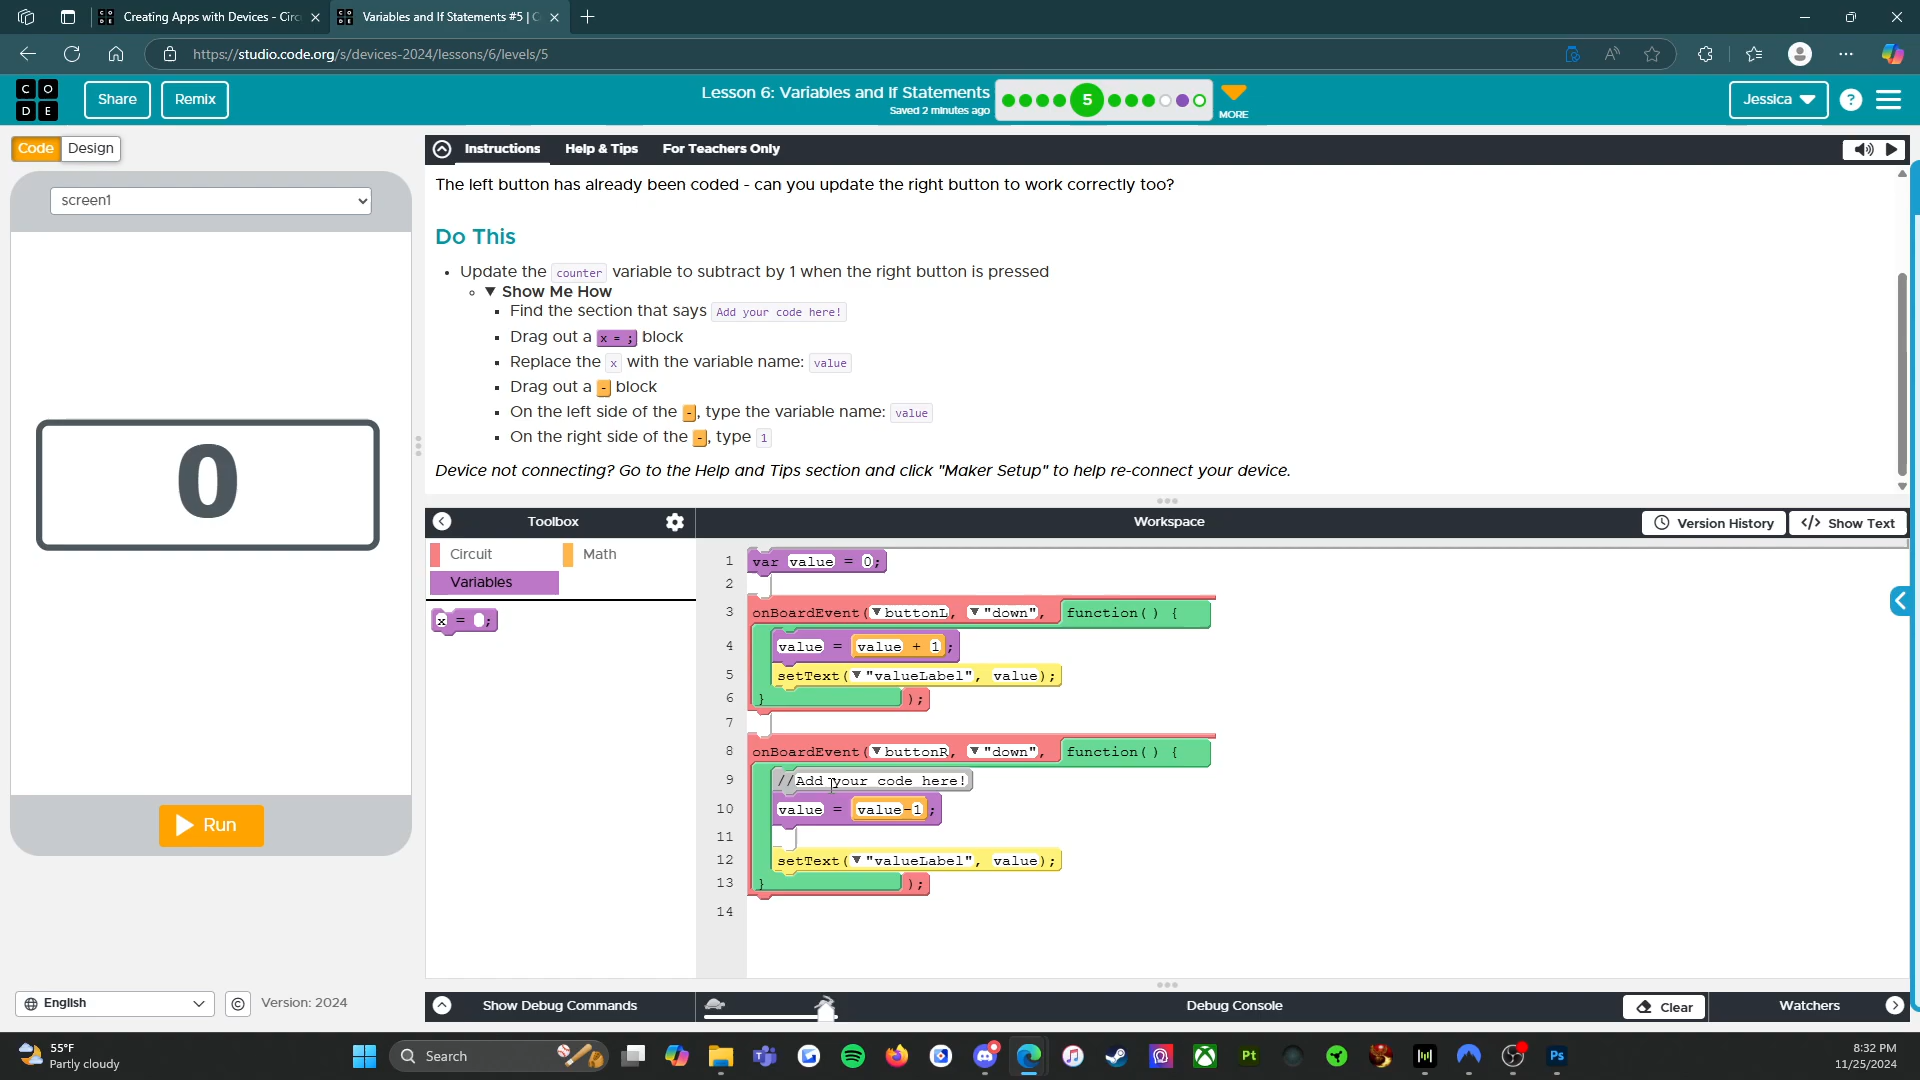 Creating Apps with Devices - Circ
Variables and If Statements #5 | C
https://studio.code.org/s/devices-2024/lessons/6/levels/5
C O
D E
Share
Remix
Lesson 6: Variables and If Statements
Saved 2 minutes ago
5
MORE
Jessica
?
Code
Design
Instructions
Help & Tips
For Teachers Only
screen1
The left button has already been coded - can you update the right button to work correctly too?
Do This
Update the counter variable to subtract by 1 when the right button is pressed
Show Me How
Find the section that says Add your code here!
Drag out a x = ; block
Replace the x with the variable name: value
Drag out a - block
On the left side of the -, type the variable name: value
On the right side of the -, type 1
Device not connecting? Go to the Help and Tips section and click "Maker Setup" to help re-connect your device.
0
Run
Toolbox
Workspace
Version History
</> Show Text
Circuit
Math
Variables
x = ;
1 var value = 0;
2
3 onBoardEvent(▼buttonL, ▼"down", function() {
4 value = value + 1;
5 setText(▼"valueLabel", value);
6 } );
7
8 onBoardEvent(▼buttonR, ▼"down", function() {
9 //Add your code here!
10 value = value-1;
11
12 setText(▼"valueLabel", value);
13 } );
14
English
©
Version: 2024
Show Debug Commands
Debug Console
Clear
Watchers
55°F
Partly cloudy
Search
Pt
Ps
8:32 PM
11/25/2024